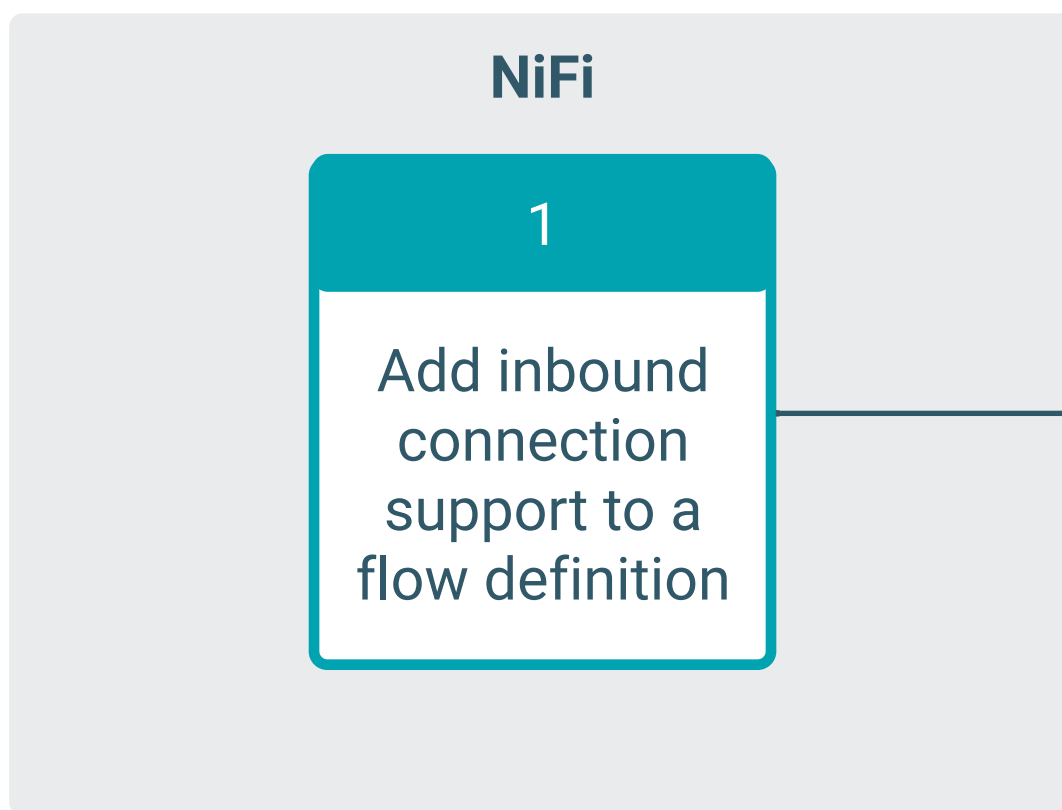 NiFi
1
Add inbound
connection
support to a
flow definition